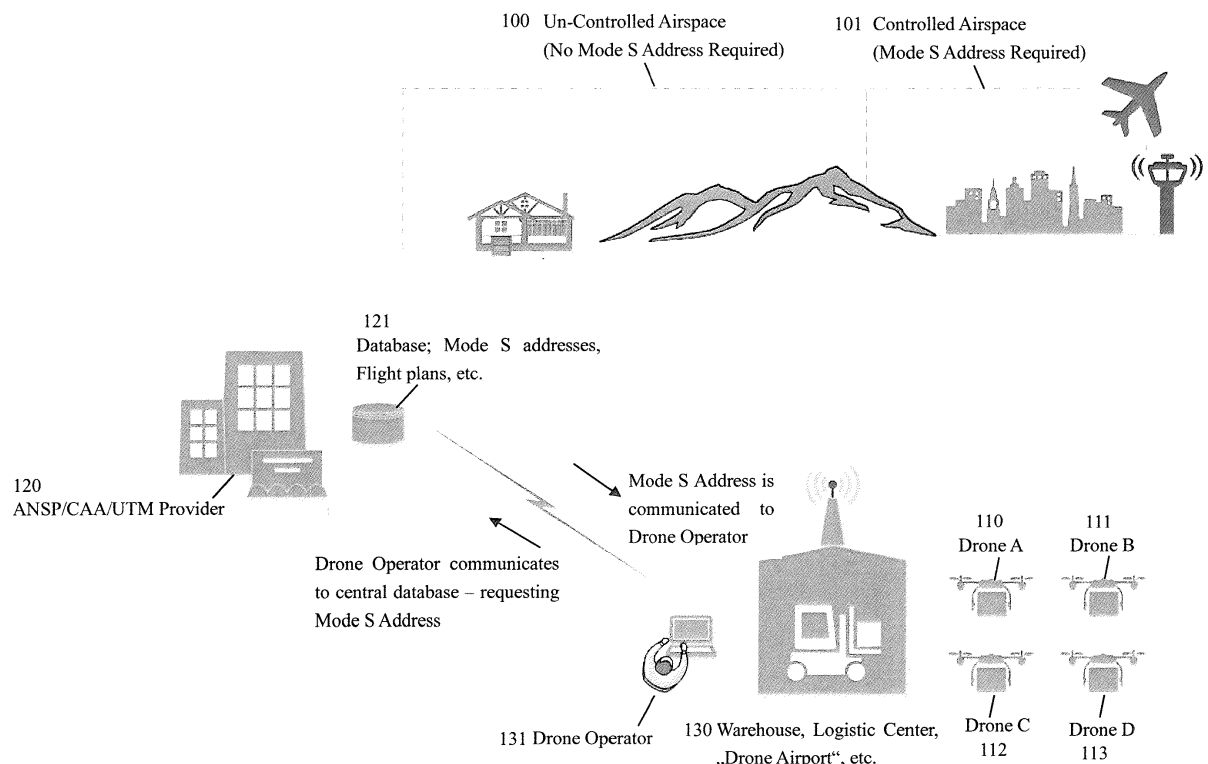 100 Un-Controlled Airspace
(No Mode S Address Required)
101 Controlled Airspace
(Mode S Address Required)
121
Database; Mode S addresses,
Flight plans, etc.
120
ANSP/CAA/UTM Provider
Mode S Address is
communicated to
Drone Operator
Drone Operator communicates
to central database – requesting
Mode S Address
110
Drone A
111
Drone B
131 Drone Operator
130 Warehouse, Logistic Center,
„Drone Airport“, etc.
Drone C
112
Drone D
113